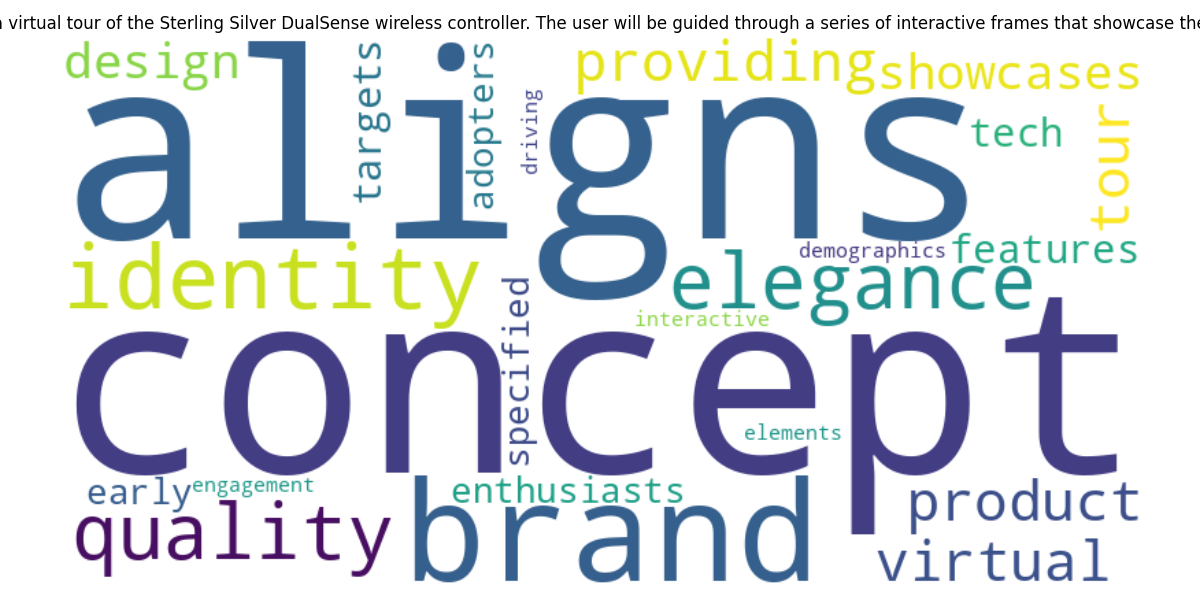 virtual tour of the Sterling Silver DualSense wireless controller. The user will be guided through a series of interactive frames that showcase
design
targets
adopters
driving
providing
showcases
aligns
tech
tour
identity
demographics
features
elegance
specified
interactive
concept
elements
early
engagement
enthusiasts
product
quality
brand
virtual